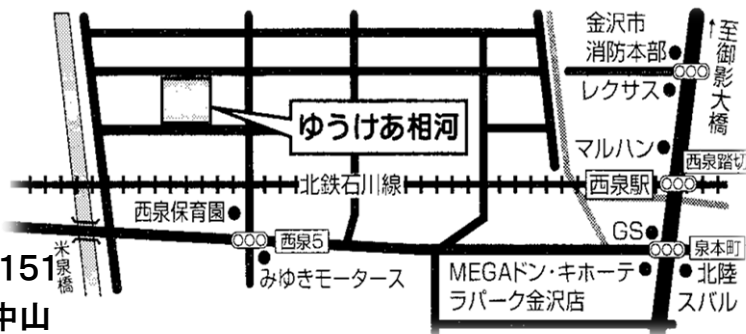 金沢市
消防本部
↑至御影大橋
レクサス
ゆうけあ相河
マルハン
西泉踏切
北鉄石川線
西泉駅
西泉保育園
GS
西泉5
泉本町
米泉橋
みゆきモータース
MEGAドン・キホーテ
ラパーク金沢店
北陸
スバル
151
中山